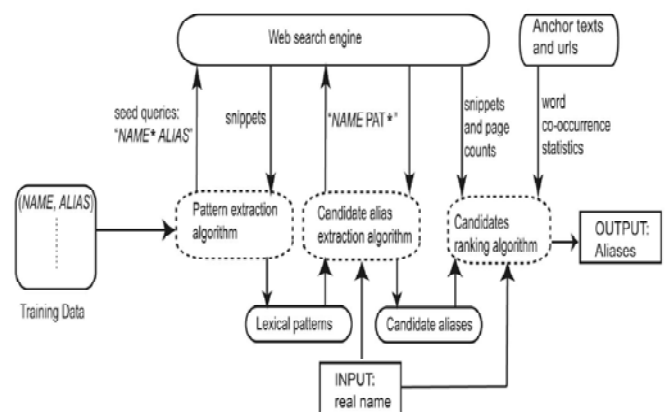 Web search engine
Anchor texts
and urls
seed queries:
"NAME* ALIAS"
snippets
"NAME PAT *"
snippets
and page
counts
word
co-occurrence
statistics
(NAME, ALIAS)
Training Data
Pattern extraction
algorithm
Candidate alias
extraction algorithm
Candidates
ranking algorithm
OUTPUT:
Aliases
Lexical patterns
Candidate aliases
INPUT:
real name